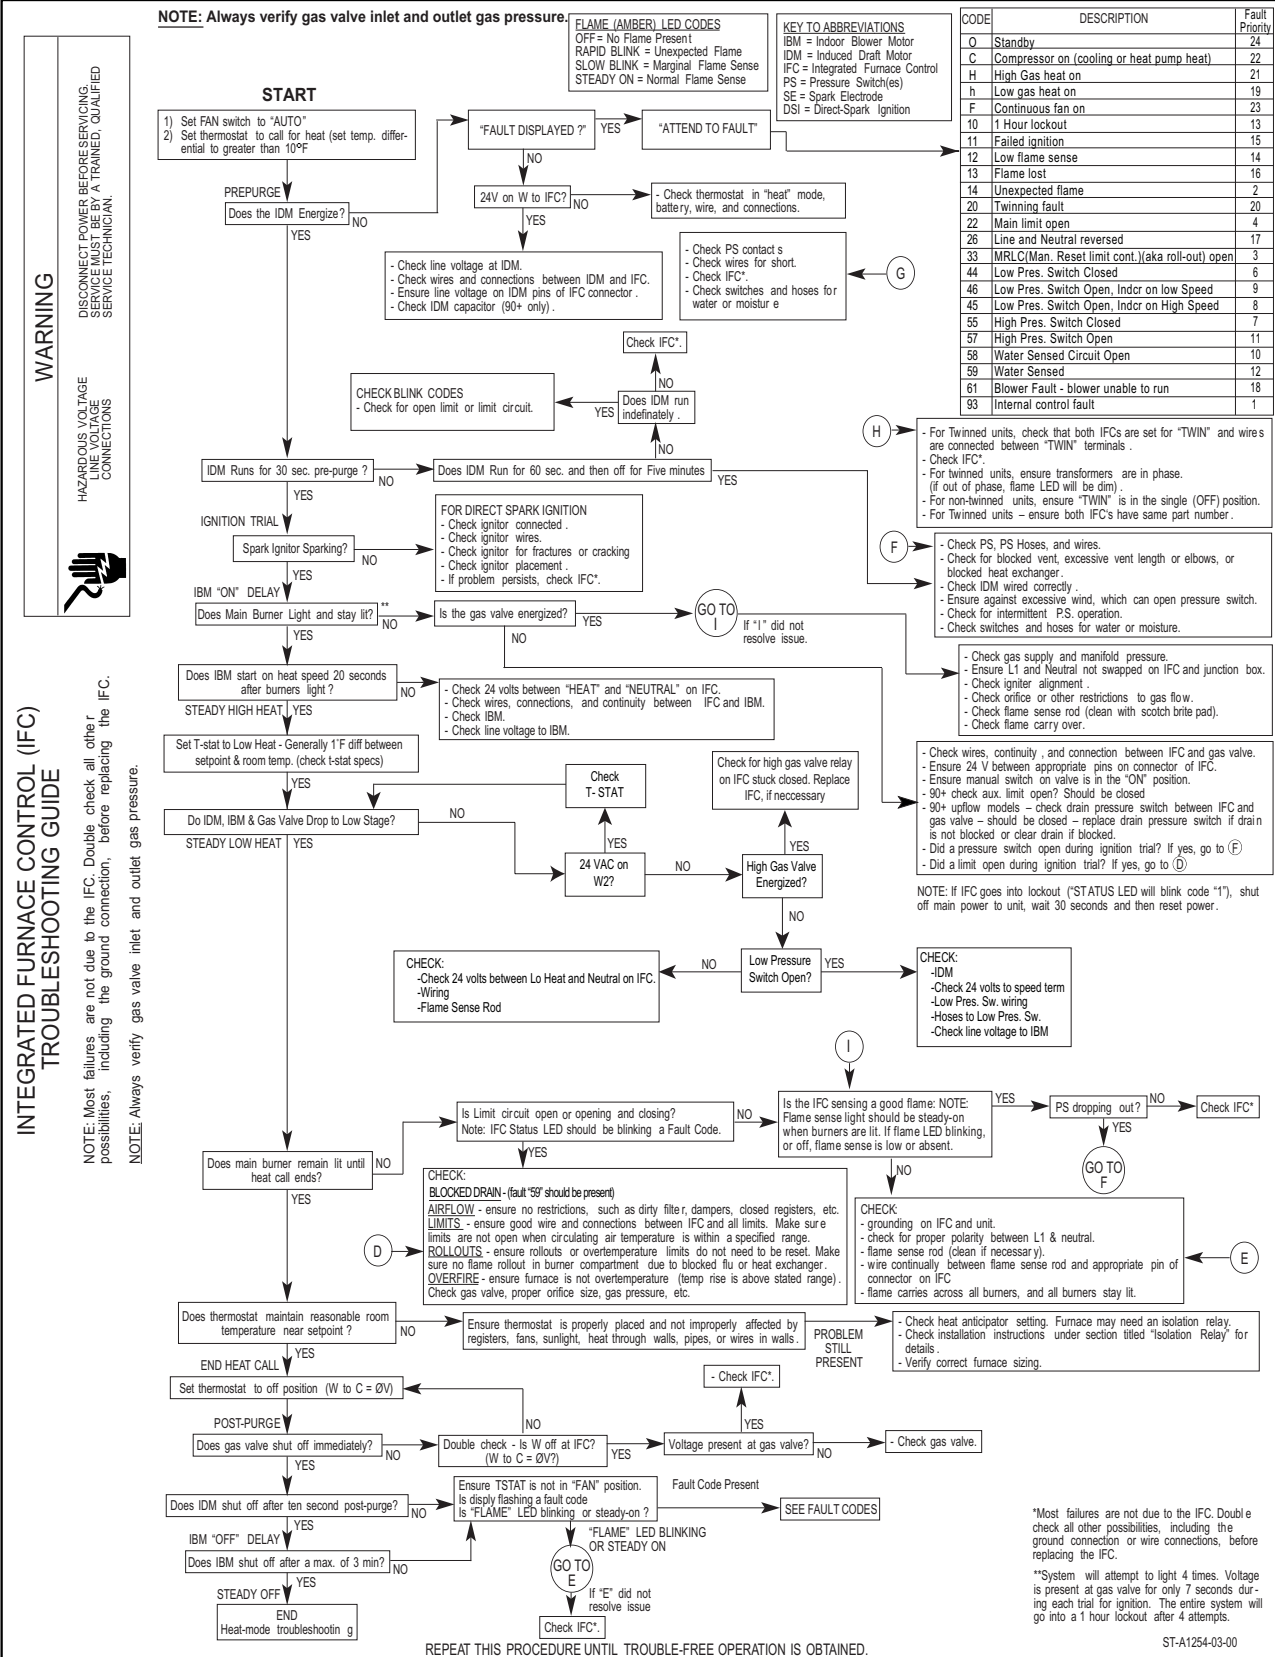 NOTE: Always verify gas valve inlet and outlet gas pressure.
FLAME (AMBER) LED CODES
OFF = No Flame Present
RAPID BLINK = Unexpected Flame
SLOW BLINK = Marginal Flame Sense
STEADY ON = Normal Flame Sense
KEY TO ABBREVIATIONS
IBM = Indoor Blower Motor
IDM = Induced Draft Motor
IFC = Integrated Furnace Control
PS = Pressure Switch(es)
SE = Spark Electrode
DSI = Direct-Spark Ignition
CODE DESCRIPTION Fault Priority
O Standby 24
C Compressor on (cooling or heat pump heat) 22
H High Gas heat on 21
h Low gas heat on 19
F Continuous fan on 23
10 1 Hour lockout 13
11 Failed ignition 15
12 Low flame sense 14
13 Flame lost 16
14 Unexpected flame 2
20 Twinning fault 20
22 Main limit open 4
26 Line and Neutral reversed 17
33 MRLC(Man. Reset limit cont.)(aka roll-out) open 3
44 Low Pres. Switch Closed 6
46 Low Pres. Switch Open, Indcr on low Speed 9
45 Low Pres. Switch Open, Indcr on High Speed 8
55 High Pres. Switch Closed 7
57 High Pres. Switch Open 11
58 Water Sensed Circuit Open 10
59 Water Sensed 12
61 Blower Fault - blower unable to run 18
93 Internal control fault 1
WARNING
HAZARDOUS VOLTAGE
LINE VOLTAGE
CONNECTIONS
DISCONNECT POWER BEFORE SERVICING.
SERVICE MUST BE BY A TRAINED, QUALIFIED
SERVICE TECHNICIAN.
INTEGRATED FURNACE CONTROL (IFC)
TROUBLESHOOTING GUIDE
NOTE: Most failures are not due to the IFC. Double check all other
possibilities, including the ground connection, before replacing the IFC.
NOTE: Always verify gas valve inlet and outlet gas pressure.
START
1) Set FAN switch to "AUTO"
2) Set thermostat to call for heat (set temp. differ-
ential to greater than 10°F
"FAULT DISPLAYED ?"
YES
"ATTEND TO FAULT"
NO
PREPURGE
Does the IDM Energize?
NO
YES
24V on W to IFC?
NO
- Check thermostat in "heat" mode,
battery, wire, and connections.
YES
- Check line voltage at IDM.
- Check wires and connections between IDM and IFC.
- Ensure line voltage on IDM pins of IFC connector .
- Check IDM capacitor (90+ only) .
- Check PS contact s
- Check wires for short.
- Check IFC*.
- Check switches and hoses for
water or moistur e
G
Check IFC*.
NO
CHECK BLINK CODES
- Check for open limit or limit circuit.
YES
Does IDM run
indefinately .
NO
IDM Runs for 30 sec. pre-purge ?
NO
Does IDM Run for 60 sec. and then off for Five minutes
YES
YES
H
- For Twinned units, check that both IFCs are set for "TWIN" and wires
are connected between "TWIN" terminals .
- Check IFC*.
- For twinned units, ensure transformers are in phase.
(if out of phase, flame LED will be dim) .
- For non-twinned units, ensure "TWIN" is in the single (OFF) position.
- For Twinned units – ensure both IFC's have same part number .
IGNITION TRIAL
Spark Ignitor Sparking?
NO
YES
FOR DIRECT SPARK IGNITION
- Check ignitor connected .
- Check ignitor wires.
- Check ignitor for fractures or cracking
- Check ignitor placement .
- If problem persists, check IFC*.
F
- Check PS, PS Hoses, and wires.
- Check for blocked vent, excessive vent length or elbows, or
blocked heat exchanger .
- Check IDM wired correctly .
- Ensure against excessive wind, which can open pressure switch.
- Check for intermittent P.S. operation.
- Check switches and hoses for water or moisture.
IBM "ON" DELAY
Does Main Burner Light and stay lit?
**
NO
YES
Is the gas valve energized?
YES
NO
GO TO
I
If "I" did not
resolve issue.
- Check gas supply and manifold pressure.
- Ensure L1 and Neutral not swapped on IFC and junction box.
- Check igniter alignment .
- Check orifice or other restrictions to gas flow.
- Check flame sense rod (clean with scotch brite pad).
- Check flame carry over.
Does IBM start on heat speed 20 seconds
after burners light ?
NO
- Check 24 volts between "HEAT" and "NEUTRAL" on IFC.
- Check wires, connections, and continuity between IFC and IBM.
- Check IBM.
- Check line voltage to IBM.
STEADY HIGH HEAT
YES
Set T-stat to Low Heat - Generally 1°F diff between
setpoint & room temp. (check t-stat specs)
YES
- Check wires, continuity , and connection between IFC and gas valve.
- Ensure 24 V between appropriate pins on connector of IFC.
- Ensure manual switch on valve is in the "ON" position.
- 90+ check aux. limit open? Should be closed
- 90+ upflow models – check drain pressure switch between IFC and
gas valve – should be closed – replace drain pressure switch if drain
is not blocked or clear drain if blocked.
- Did a pressure switch open during ignition trial? If yes, go to F
- Did a limit open during ignition trial? If yes, go to D
NOTE: If IFC goes into lockout ("STATUS LED will blink code "1"), shut
off main power to unit, wait 30 seconds and then reset power.
Check
T- STAT
Check for high gas valve relay
on IFC stuck closed. Replace
IFC, if neccessary
Do IDM, IBM & Gas Valve Drop to Low Stage?
NO
YES
YES
STEADY LOW HEAT
YES
24 VAC on
W2?
NO
High Gas Valve
Energized?
NO
Low Pressure
Switch Open?
NO
YES
CHECK:
-Check 24 volts between Lo Heat and Neutral on IFC.
-Wiring
-Flame Sense Rod
CHECK:
-IDM
-Check 24 volts to speed term
-Low Pres. Sw. wiring
-Hoses to Low Pres. Sw.
-Check line voltage to IBM
I
Is Limit circuit open or opening and closing?
Note: IFC Status LED should be blinking a Fault Code.
NO
YES
Is the IFC sensing a good flame: NOTE:
Flame sense light should be steady-on
when burners are lit. If flame LED blinking,
or off, flame sense is low or absent.
YES
PS dropping out?
NO
Check IFC*
YES
GO TO
F
NO
Does main burner remain lit until
heat call ends?
NO
YES
D
CHECK:
BLOCKED DRAIN - (fault "59" should be present)
AIRFLOW - ensure no restrictions, such as dirty filter, dampers, closed registers, etc.
LIMITS - ensure good wire and connections between IFC and all limits. Make sure
limits are not open when circulating air temperature is within a specified range.
ROLLOUTS - ensure rollouts or overtemperature limits do not need to be reset. Make
sure no flame rollout in burner compartment due to blocked flu or heat exchanger .
OVERFIRE - ensure furnace is not overtemperature (temp rise is above stated range) .
Check gas valve, proper orifice size, gas pressure, etc.
CHECK:
- grounding on IFC and unit.
- check for proper polarity between L1 & neutral.
- flame sense rod (clean if necessary).
- wire continually between flame sense rod and appropriate pin of
connector on IFC
- flame carries across all burners, and all burners stay lit.
E
Does thermostat maintain reasonable room
temperature near setpoint ?
NO
YES
Ensure thermostat is properly placed and not improperly affected by
registers, fans, sunlight, heat through walls, pipes, or wires in walls .
PROBLEM
STILL
PRESENT
- Check heat anticipator setting. Furnace may need an isolation relay.
- Check installation instructions under section titled "Isolation Relay" for
details .
- Verify correct furnace sizing.
END HEAT CALL
Set thermostat to off position (W to C = ØV)
- Check IFC*.
NO
YES
POST-PURGE
Does gas valve shut off immediately?
NO
Double check - Is W off at IFC?
(W to C = ØV?)
YES
Voltage present at gas valve?
NO
- Check gas valve.
YES
Does IDM shut off after ten second post-purge?
NO
YES
Ensure TSTAT is not in "FAN" position.
Is disply flashing a fault code
Is "FLAME" LED blinking or steady-on ?
Fault Code Present
SEE FAULT CODES
"FLAME" LED BLINKING
OR STEADY ON
IBM "OFF" DELAY
Does IBM shut off after a max. of 3 min?
NO
YES
STEADY OFF
GO TO
E
If "E" did not
resolve issue
Check IFC*.
END
Heat-mode troubleshootin g
*Most failures are not due to the IFC. Doubl e
check all other possibilities, including the
ground connection or wire connections, before
replacing the IFC.
**System will attempt to light 4 times. Voltage
is present at gas valve for only 7 seconds dur-
ing each trial for ignition. The entire system will
go into a 1 hour lockout after 4 attempts.
ST-A1254-03-00
REPEAT THIS PROCEDURE UNTIL TROUBLE-FREE OPERATION IS OBTAINED.